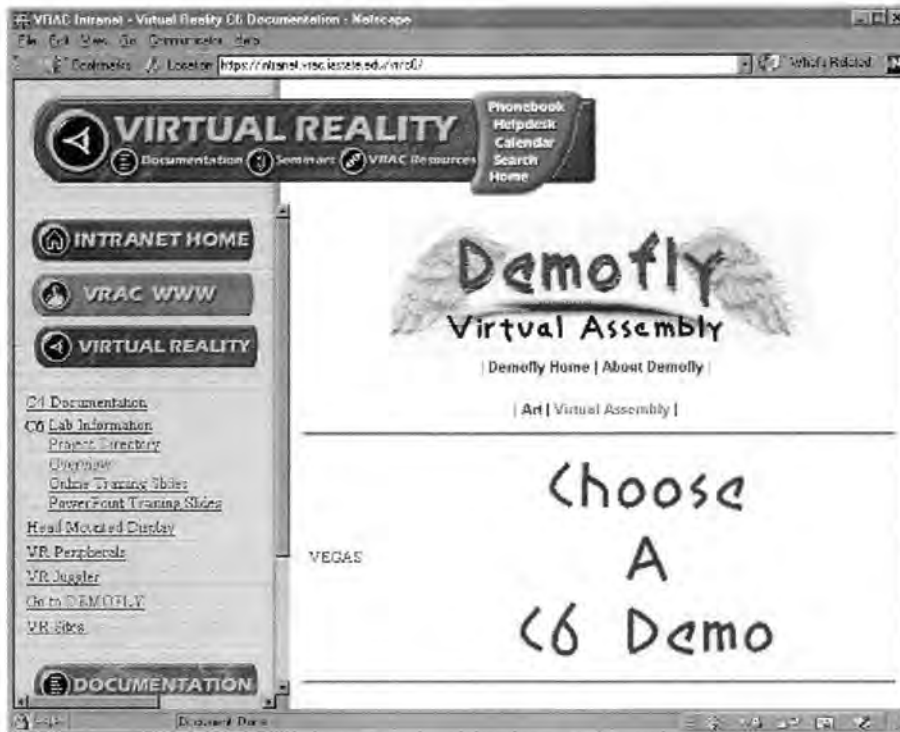 VRAC Intranet - Virtual Reality C6 Documentation - Netscape
File Edit View Go Communicator Help
Bookmarks Location https://intranet.vrac.iastate.edu/vr/c6/ What's Related
VIRTUAL REALITY
Documentation Seminars VRAC Resources
Phonebook
Helpdesk
Calendar
Search
Home
INTRANET HOME
VRAC WWW
VIRTUAL REALITY
C4 Documentation
C6 Lab Information
Project Directory
Overview
Online Training Slides
PowerPoint Training Slides
Head Mounted Display
VR Peripherals
VR Juggler
Go to DEMOFLY
VR Sites
DOCUMENTATION
Demofly
Virtual Assembly
| Demofly Home | About Demofly |
| Art | Virtual Assembly |
VEGAS
Choose
A
C6 Demo
Document Done